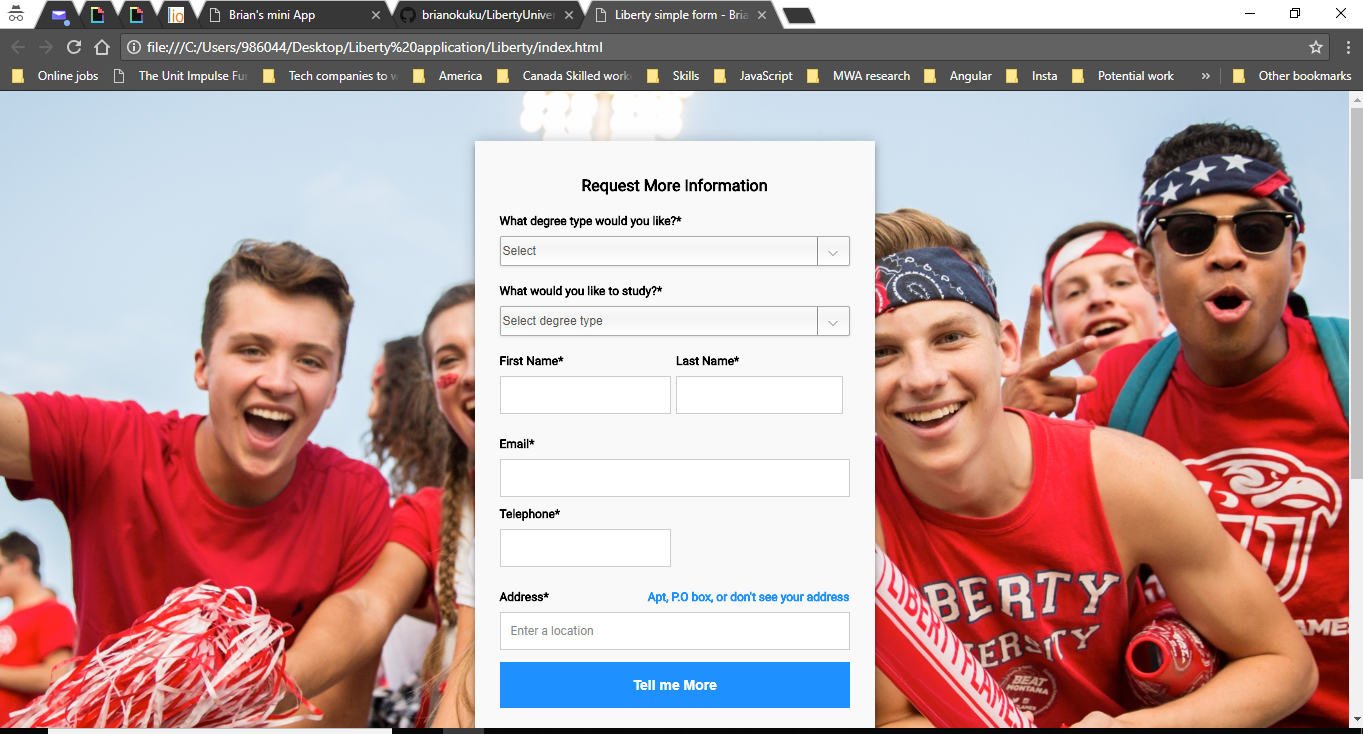 Brian's mini App
brianokuku/LibertyUniver
Liberty simple form - Bria
file:///C:/Users/986044/Desktop/Liberty%20application/Liberty/index.html
Online jobs
The Unit Impulse Fu
Tech companies to w
America
Canada Skilled work
Skills
JavaScript
MWA research
Angular
Insta
Potential work
»
Other bookmarks
Request More Information
What degree type would you like?*
Select
What would you like to study?*
Select degree type
First Name* Last Name*
Email*
Telephone*
Address* Apt, P.O box, or don't see your address
Enter a location
Tell me More
LIBERTY
UNIVERSITY
BEAT
MONTANA
LIBERTY FLAMES